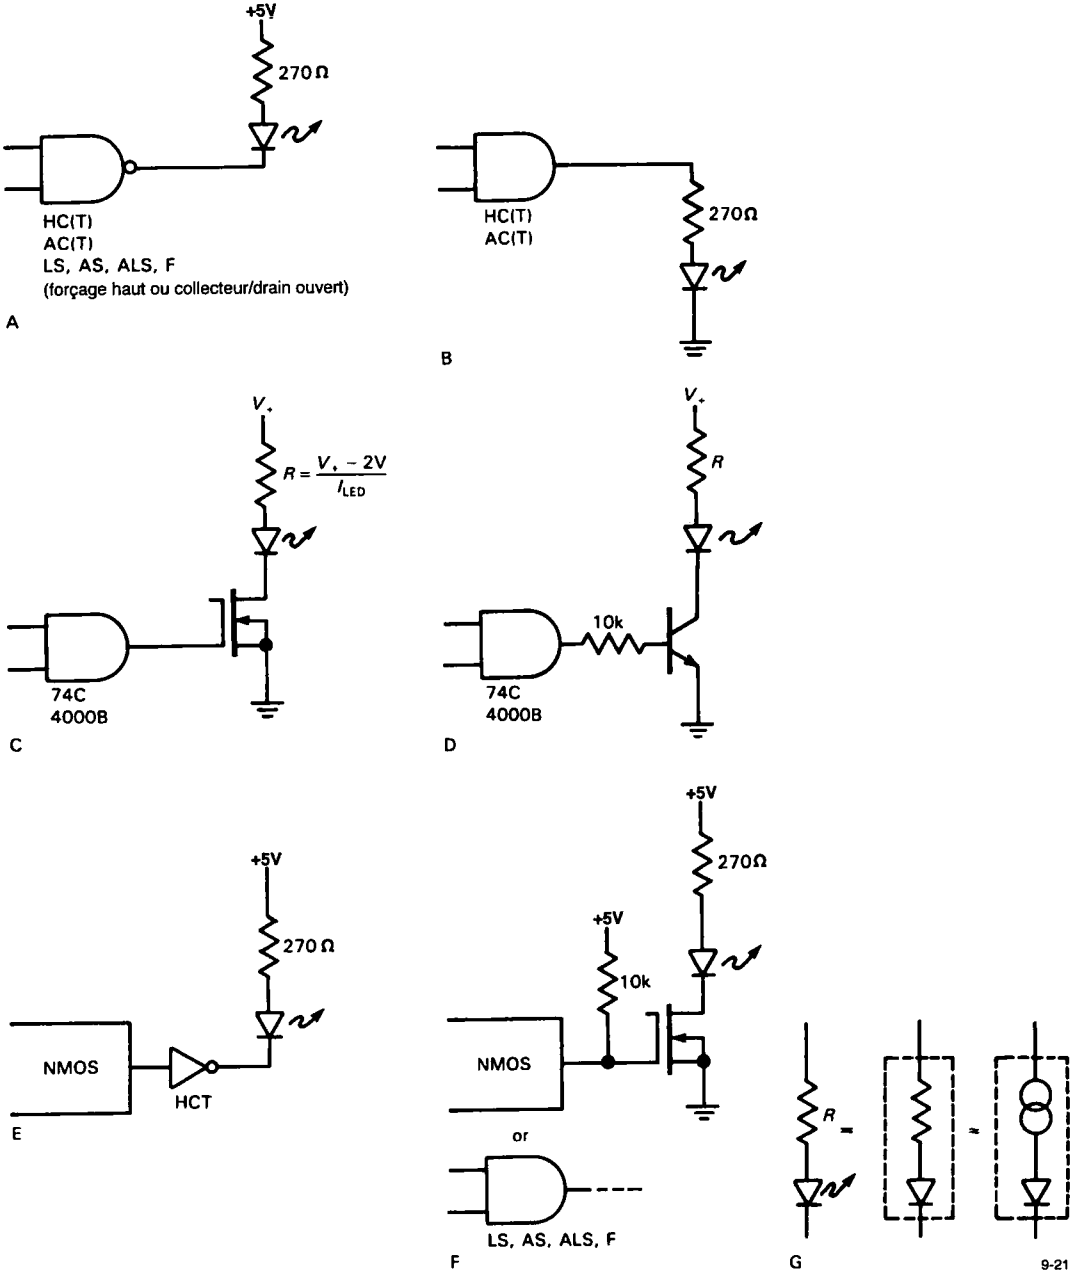 +5V
270 Ω
HC(T)
AC(T)
LS, AS, ALS, F
(forçage haut ou collecteur/drain ouvert)
A
270Ω
HC(T)
AC(T)
B
V+
R = V+ − 2V / ILED
74C
4000B
C
V+
R
10k
74C
4000B
D
+5V
270 Ω
NMOS
HCT
E
+5V
270Ω
+5V
10k
NMOS
or
LS, AS, ALS, F
F
R
=
≈
G
9-21